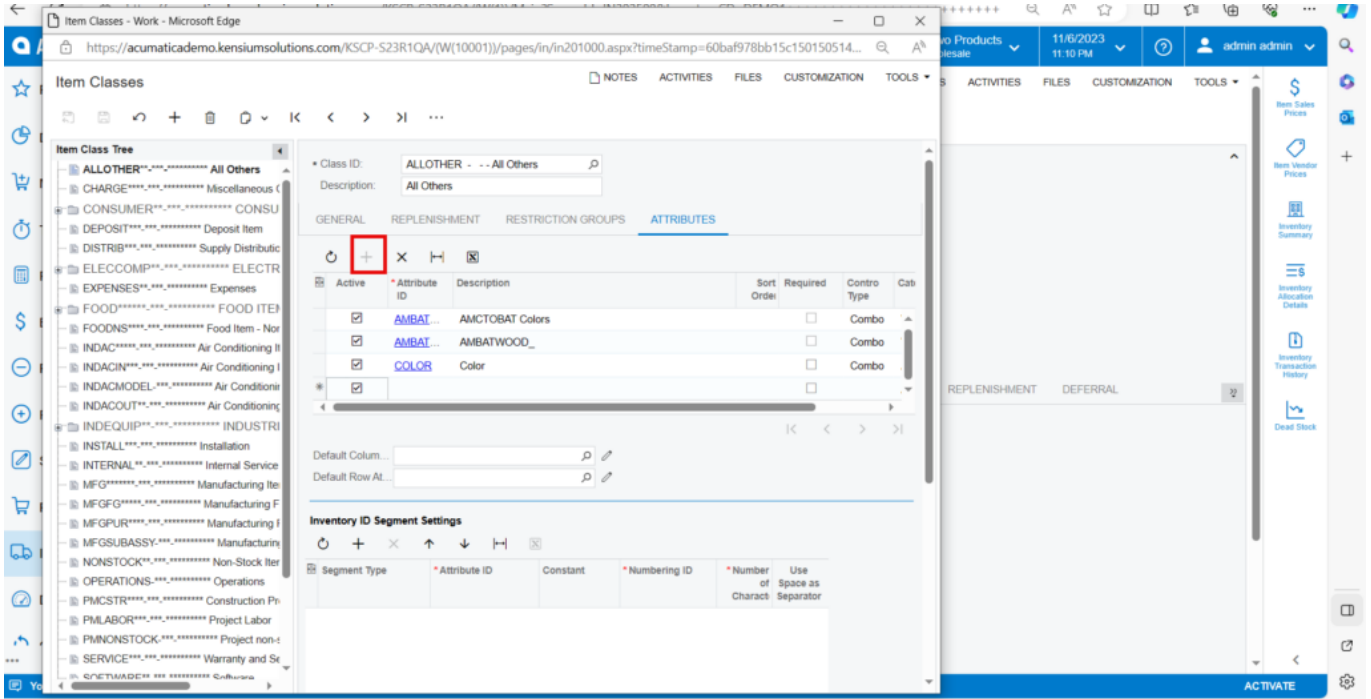 Item Classes - Work - Microsoft Edge
https://acumaticademo.kensiumsolutions.com/KSCP-S23R1QA/(W(10001))/pages/in/in201000.aspx?timeStamp=60baf978bb15c150150514...
Products
11/6/2023
11:10 PM
admin admin
Item Classes
NOTES ACTIVITIES FILES CUSTOMIZATION TOOLS
ACTIVITIES FILES CUSTOMIZATION TOOLS
Item Class Tree
ALLOTHER**-***-********** All Others
CHARGE****-***-********** Miscellaneous
CONSUMER**-***-********** CONSU
DEPOSIT***-***-********** Deposit Item
DISTRIB***-***-********** Supply Distributic
ELECCOMP**-***-********** ELECTR
EXPENSES**-***-********** Expenses
FOOD******-***-********** FOOD ITEM
FOODNS****-***-********** Food Item - Nor
INDAC*****-***-********** Air Conditioning It
INDACIN***-***-********** Air Conditioning I
INDACMODEL-***-********** Air Conditionin
INDACOUT**-***-********** Air Conditioning
INDEQUIP**-***-********** INDUSTRI
INSTALL***-***-********** Installation
INTERNAL**-***-********** Internal Service
MFG*******-***-********** Manufacturing Ite
MFGFG*****-***-********** Manufacturing F
MFGPUR****-***-********** Manufacturing
MFGSUBASSY-***-********** Manufacturing
NONSTOCK**-***-********** Non-Stock Iter
OPERATIONS-***-********** Operations
PMCSTR****-***-********** Construction Pr
PMLABOR***-***-********** Project Labor
PMNONSTOCK-***-********** Project non-s
SERVICE***-***-********** Warranty and Se
SOFTWARE**-***-********** Software
* Class ID: ALLOTHER - - - All Others
Description: All Others
GENERAL REPLENISHMENT RESTRICTION GROUPS ATTRIBUTES
Active * Attribute ID Description Sort Order Required Contro Type Cat
AMBAT... AMCTOBAT Colors Combo
AMBAT... AMBATWOOD_ Combo
COLOR Color Combo
Default Colum...
Default Row At...
Inventory ID Segment Settings
Segment Type * Attribute ID Constant * Numbering ID * Number of Charact Use Space as Separator
REPLENISHMENT DEFERRAL
Item Sales Prices
Item Vendor Prices
Inventory Summary
Inventory Allocation Details
Inventory Transaction History
Dead Stock
Yo
ACTIVATE